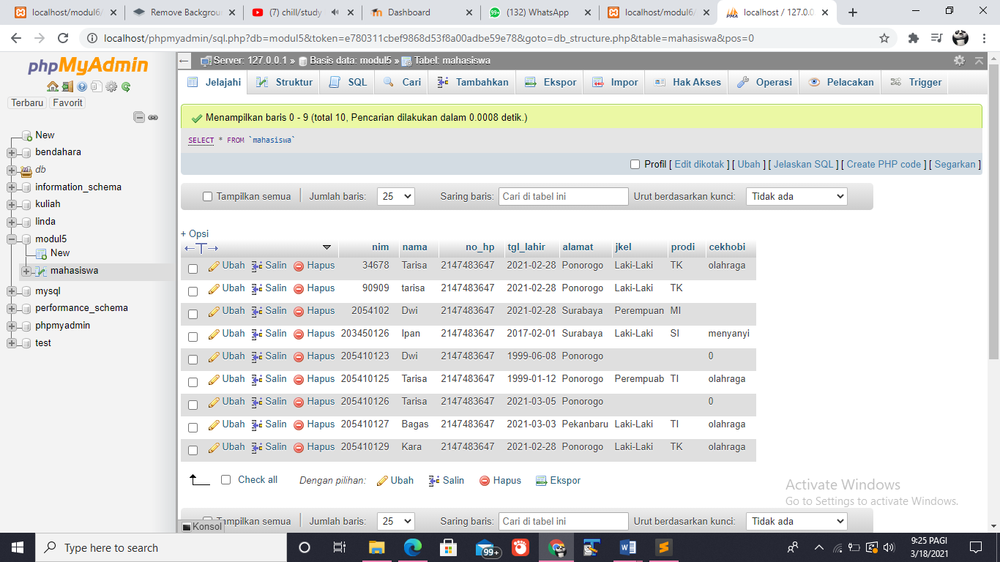 localhost/modul6/ Remove Backgrou (7) chill/study Dashboard (132) WhatsApp localhost/modul6/ localhost / 127.0.0
localhost/phpmyadmin/sql.php?db=modul5&token=e780311cbef9868d53f8a00adbe59e78&goto=db_structure.php&table=mahasiswa&pos=0
phpMyAdmin
Terbaru Favorit
New
bendahara
db
information_schema
kuliah
linda
modul5
New
mahasiswa
mysql
performance_schema
phpmyadmin
test
Server: 127.0.0.1 » Basis data: modul5 » Tabel: mahasiswa
Jelajahi Struktur SQL Cari Tambahkan Ekspor Impor Hak Akses Operasi Pelacakan Trigger
Menampilkan baris 0 - 9 (total 10, Pencarian dilakukan dalam 0.0008 detik.)
SELECT * FROM `mahasiswa`
Profil [ Edit dikotak ] [ Ubah ] [ Jelaskan SQL ] [ Create PHP code ] [ Segarkan ]
Tampilkan semua Jumlah baris: 25 Saring baris: Cari di tabel ini Urut berdasarkan kunci: Tidak ada
+ Opsi
←T→ nim nama no_hp tgl_lahir alamat jkel prodi cekhobi
Ubah Salin Hapus 34678 Tarisa 2147483647 2021-02-28 Ponorogo Laki-Laki TK olahraga
Ubah Salin Hapus 90909 tarisa 2147483647 2021-02-28 Ponorogo Laki-Laki TK
Ubah Salin Hapus 2054102 Dwi 2147483647 2021-02-28 Surabaya Perempuan MI
Ubah Salin Hapus 203450126 Ipan 2147483647 2017-02-01 Surabaya Laki-Laki SI menyanyi
Ubah Salin Hapus 205410123 Dwi 2147483647 1999-06-08 Ponorogo 0
Ubah Salin Hapus 205410125 Tarisa 2147483647 1999-01-12 Ponorogo Perempuab TI olahraga
Ubah Salin Hapus 205410126 Tarisa 2147483647 2021-03-05 Ponorogo 0
Ubah Salin Hapus 205410127 Bagas 2147483647 2021-03-03 Pekanbaru Laki-Laki TI olahraga
Ubah Salin Hapus 205410129 Kara 2147483647 2021-02-28 Ponorogo Laki-Laki TK olahraga
Check all Dengan pilihan: Ubah Salin Hapus Ekspor
Activate Windows
Go to Settings to activate Windows.
Tampilkan semua Jumlah baris: 25 Saring baris: Cari di tabel ini Urut berdasarkan kunci: Tidak ada
Konsol
Type here to search
99+
9:25 PAGI
3/18/2021